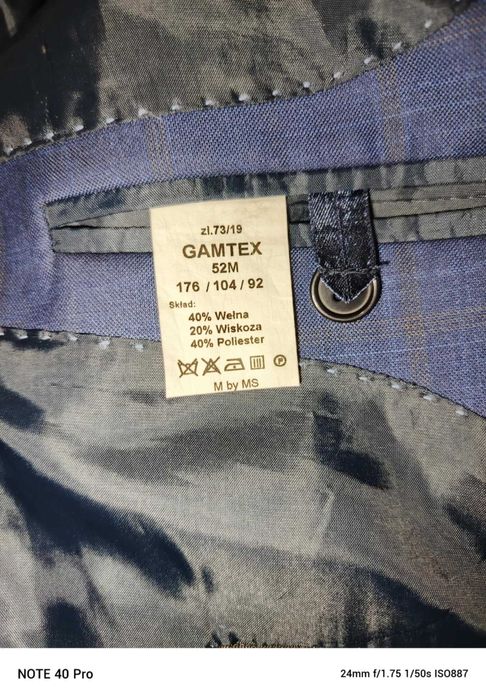 zl.73/19
GAMTEX
52M
176 / 104 / 92
Skład:
40% Wełna
20% Wiskoza
40% Poliester
P
M by MS
NOTE 40 Pro
24mm f/1.75 1/50s ISO887